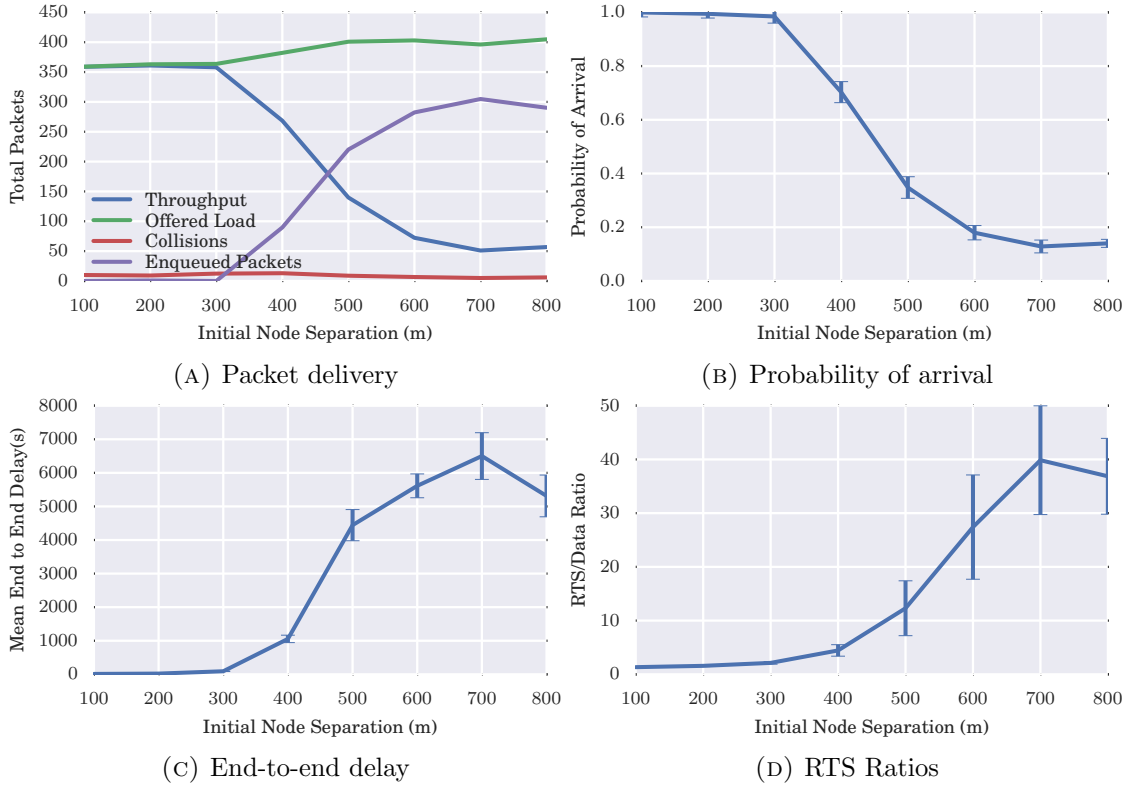 450
400
350
300
250
200
150
100
50
0
Total Packets
Throughput
Offered Load
Collisions
Enqueued Packets
100 200 300 400 500 600 700 800
Initial Node Separation (m)
(A) Packet delivery
1.0
0.8
0.6
0.4
0.2
0.0
Probability of Arrival
100 200 300 400 500 600 700 800
Initial Node Separation (m)
(B) Probability of arrival
8000
7000
6000
5000
4000
3000
2000
1000
0
Mean End to End Delay(s)
100 200 300 400 500 600 700 800
Initial Node Separation (m)
(C) End-to-end delay
50
40
30
20
10
0
RTS/Data Ratio
100 200 300 400 500 600 700 800
Initial Node Separation (m)
(D) RTS Ratios